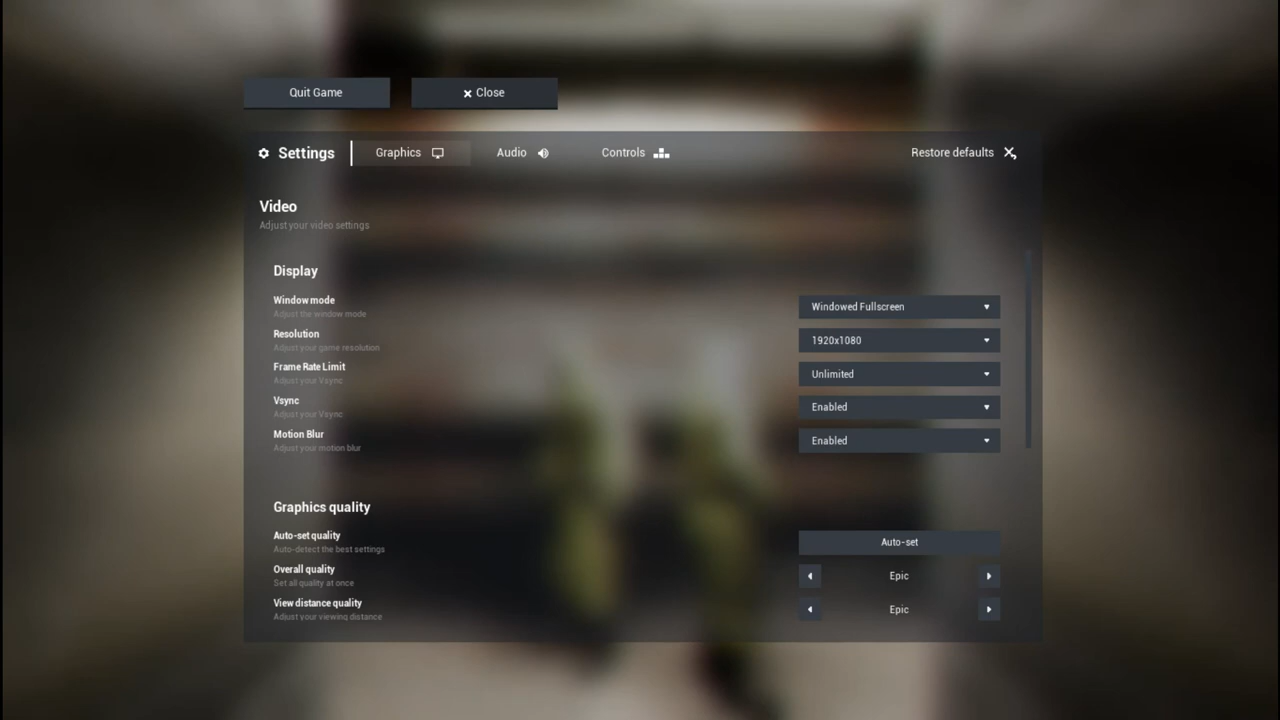 Quit Game
Close
Settings
Graphics
Audio
Controls
Restore defaults
Video
Adjust your video settings
Display
Window mode
Windowed Fullscreen
Adjust the window mode
Resolution
1920x1080
Adjust your game resolution
Frame Rate Limit
Unlimited
Adjust your Vsync
Vsync
Enabled
Adjust your Vsync
Motion Blur
Enabled
Adjust your motion blur
Graphics quality
Auto-set quality
Auto-set
Auto-detect the best settings
Overall quality
Epic
Set all quality at once
View distance quality
Epic
Adjust your viewing distance